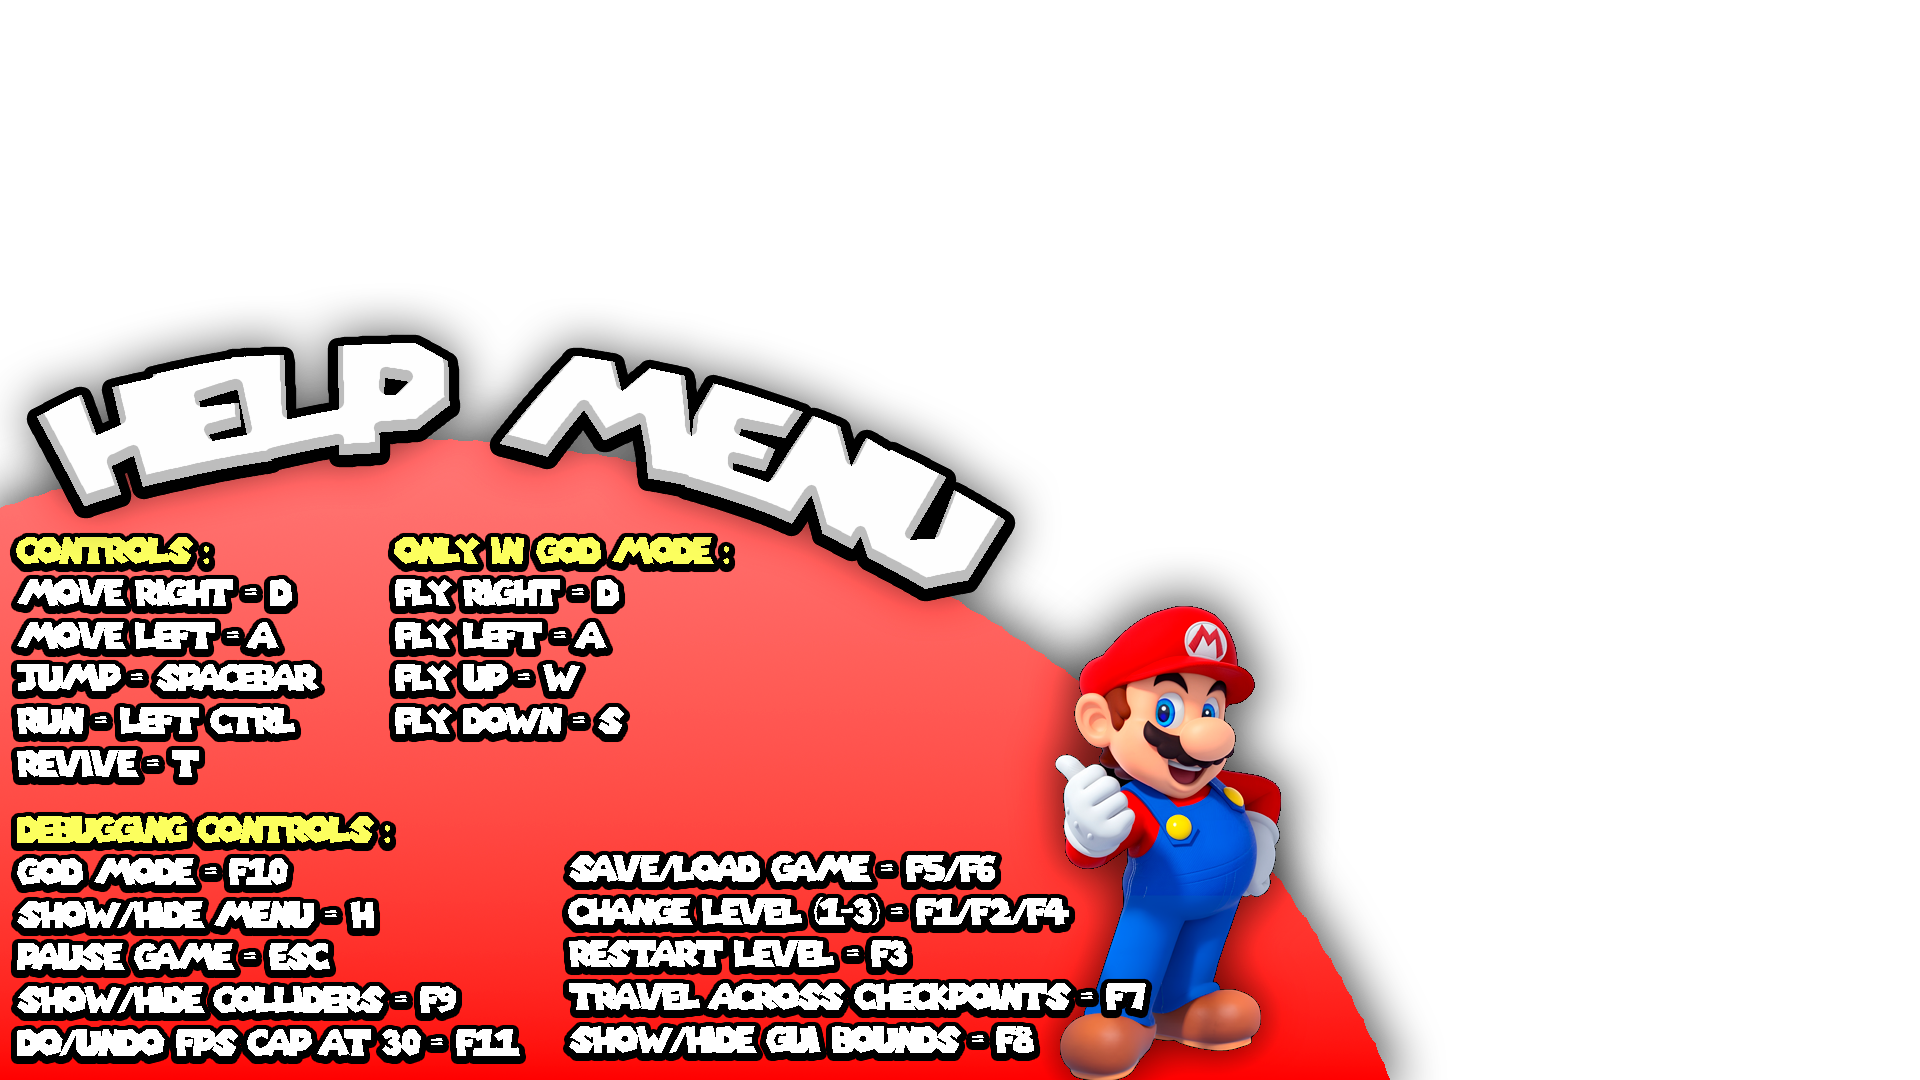 HELP MENU
CONTROLS :
MOVE RIGHT = D
MOVE LEFT = A
JUMP = SPACEBAR
RUN = LEFT CTRL
REVIVE = T
ONLY IN GOD MODE :
FLY RIGHT = D
FLY LEFT = A
FLY UP = W
FLY DOWN = S
DEBUGGING CONTROLS :
GOD MODE = F10
SHOW/HIDE MENU = H
PAUSE GAME = ESC
SHOW/HIDE COLLIDERS = F9
DO/UNDO FPS CAP AT 30 = F11
SAVE/LOAD GAME = F5/F6
CHANGE LEVEL (1-3) = F1/F2/F4
RESTART LEVEL = F3
TRAVEL ACROSS CHECKPOINTS = F7
SHOW/HIDE GUI BOUNDS = F8
M